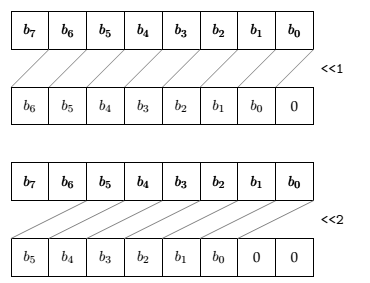 b₇ b₆ b₅ b₄ b₃ b₂ b₁ b₀
<<1
b₆ b₅ b₄ b₃ b₂ b₁ b₀ 0
b₇ b₆ b₅ b₄ b₃ b₂ b₁ b₀
<<2
b₅ b₄ b₃ b₂ b₁ b₀ 0 0